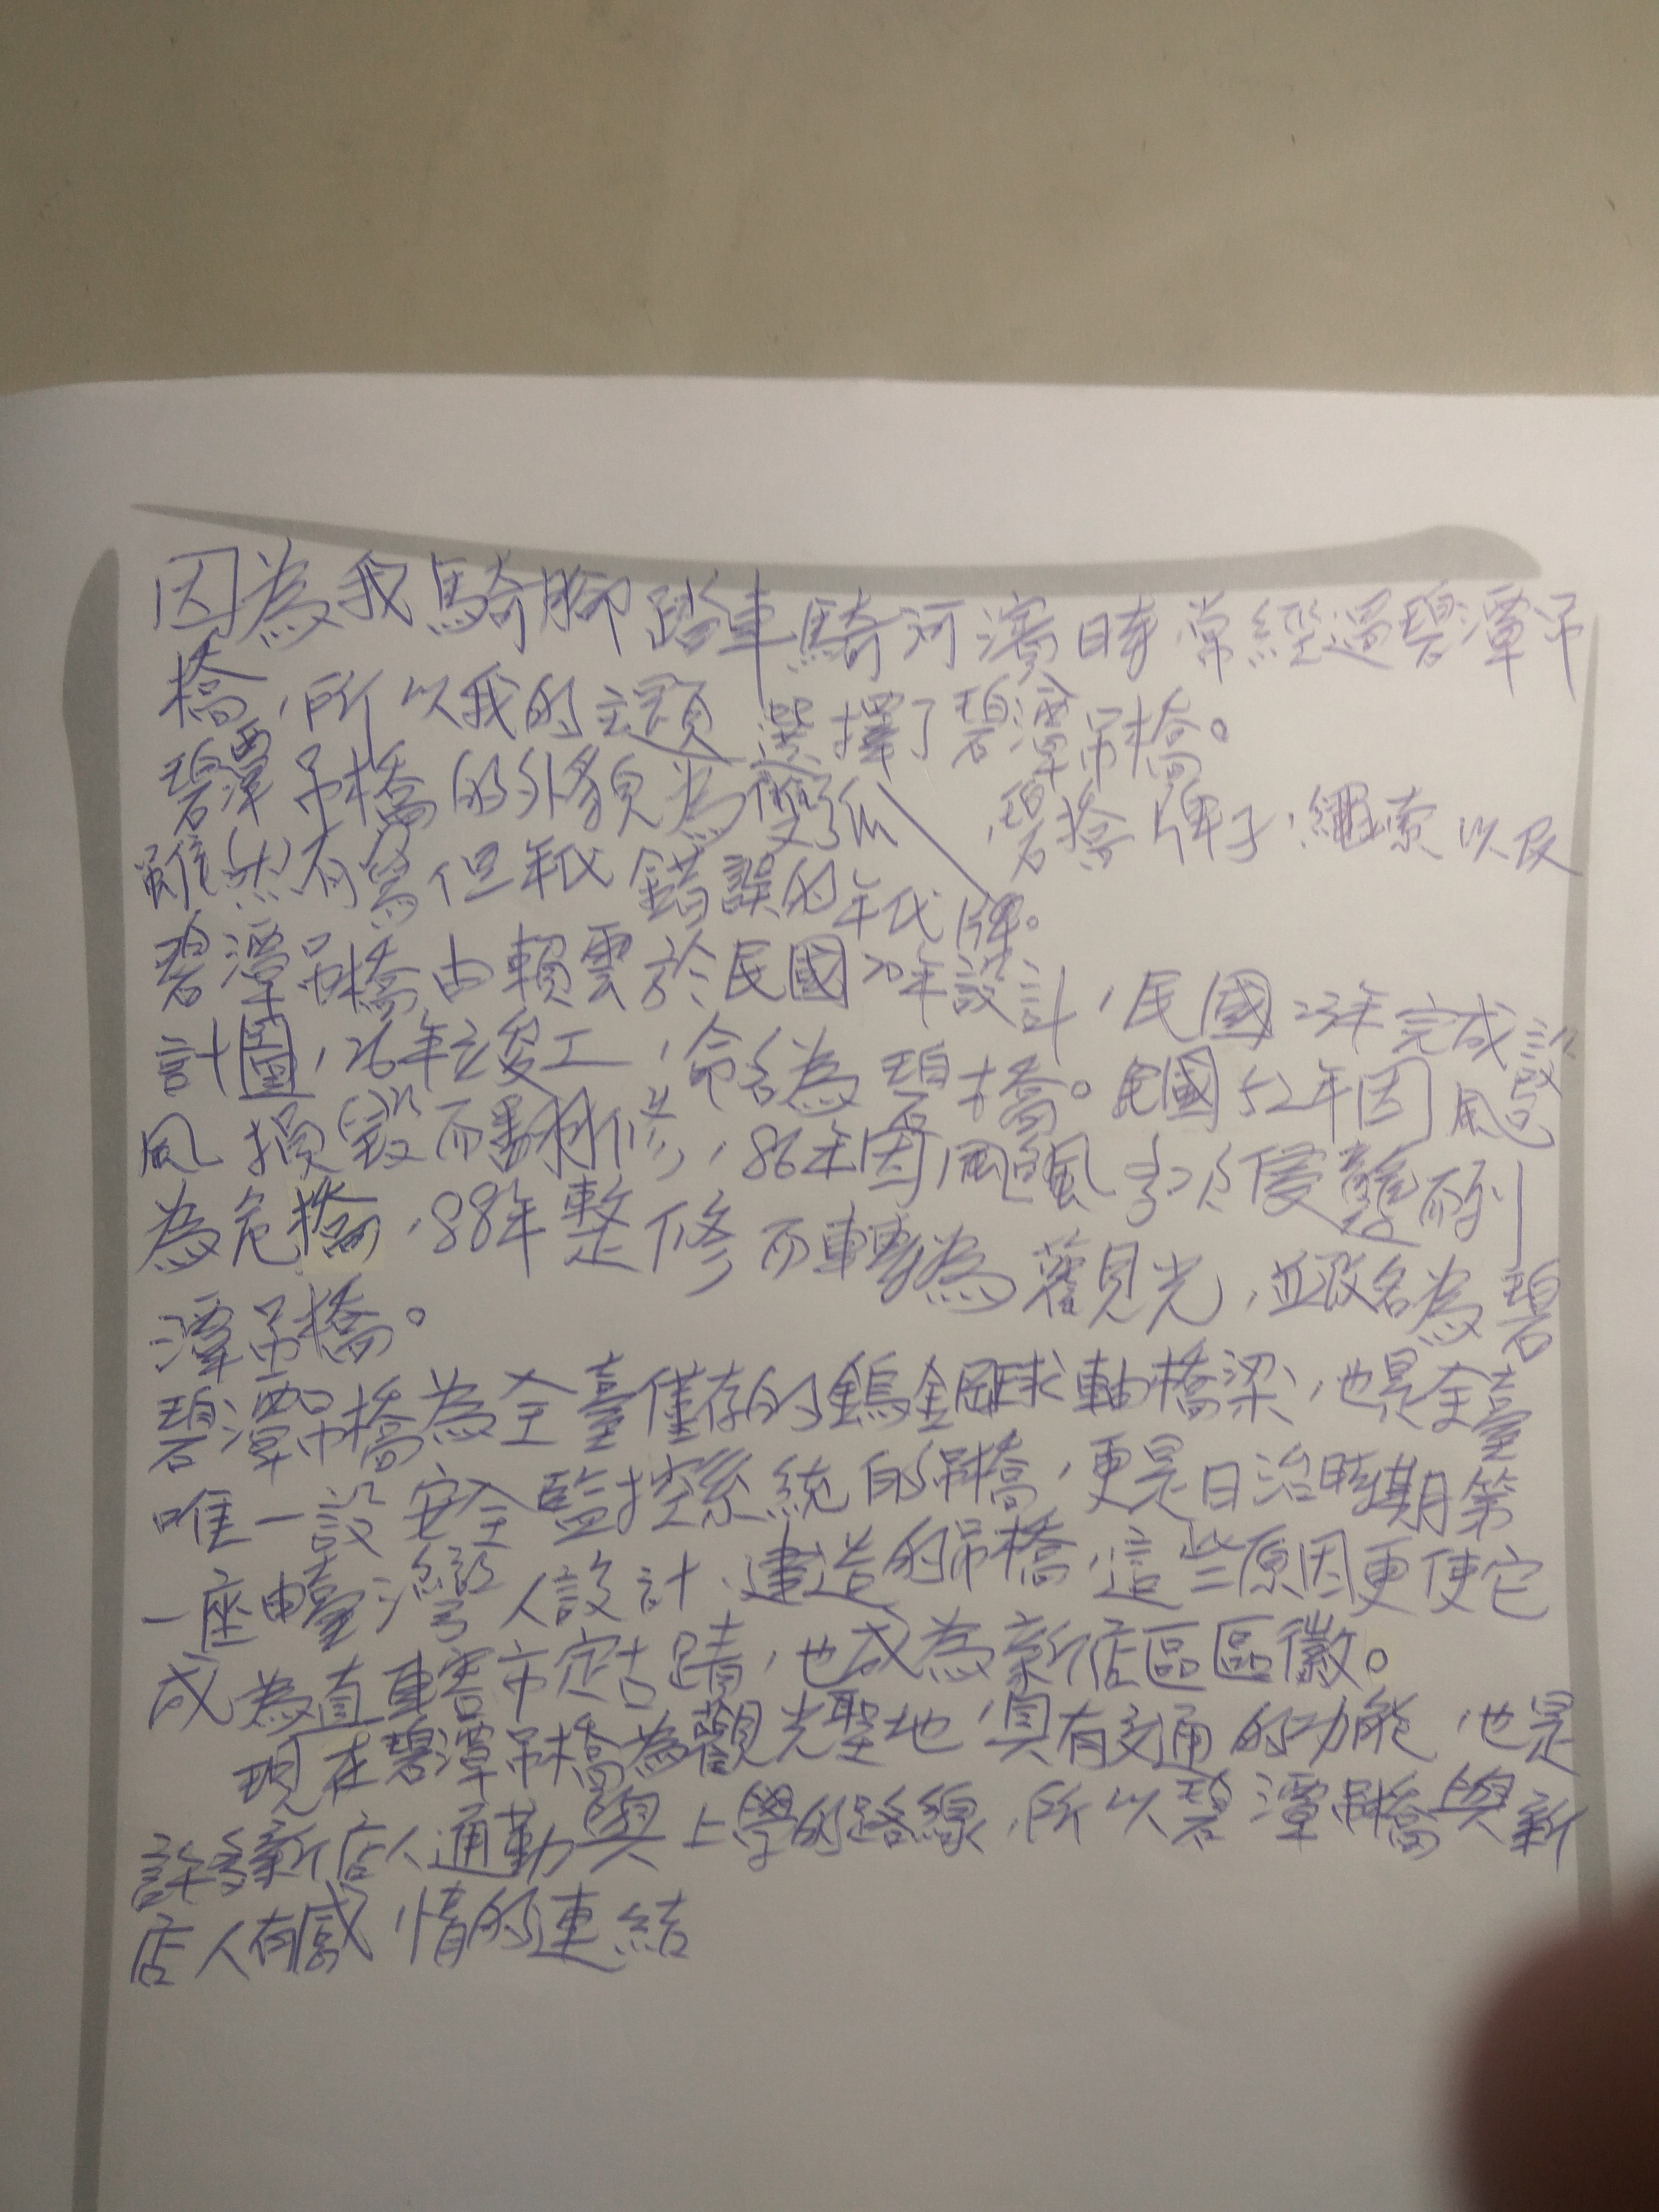 因為我騎腳踏車騎河濱時常經過碧潭吊
橋，所以我的主題選擇了碧潭吊橋。
碧潭吊橋的外貌為雙弧、碧橋牌子，繩索以及
雖然有寫但年代錯誤的年代牌。
碧潭吊橋由賴雲於民國20年設計，民國23年完成設
計圖，26年竣工，命名為碧橋。民國52年因颱
風損毀而翻修，86年因颱風多次侵襲而列
為危橋，88年整修而轉為觀光，並改名為碧
潭吊橋。
碧潭吊橋為全臺僅存的鎢鋼球軸橋梁，也是全臺
唯一設安全監控系統的吊橋，更是日治時期第
一座由臺灣人設計、建造的吊橋，這些原因更使它
成為直轄市定古蹟，也成為新店區區徽。
現在碧潭吊橋為觀光聖地，具有交通的功能，也是
許多新店人通勤與上學的路線，所以碧潭吊橋與新
店人有感情的連結